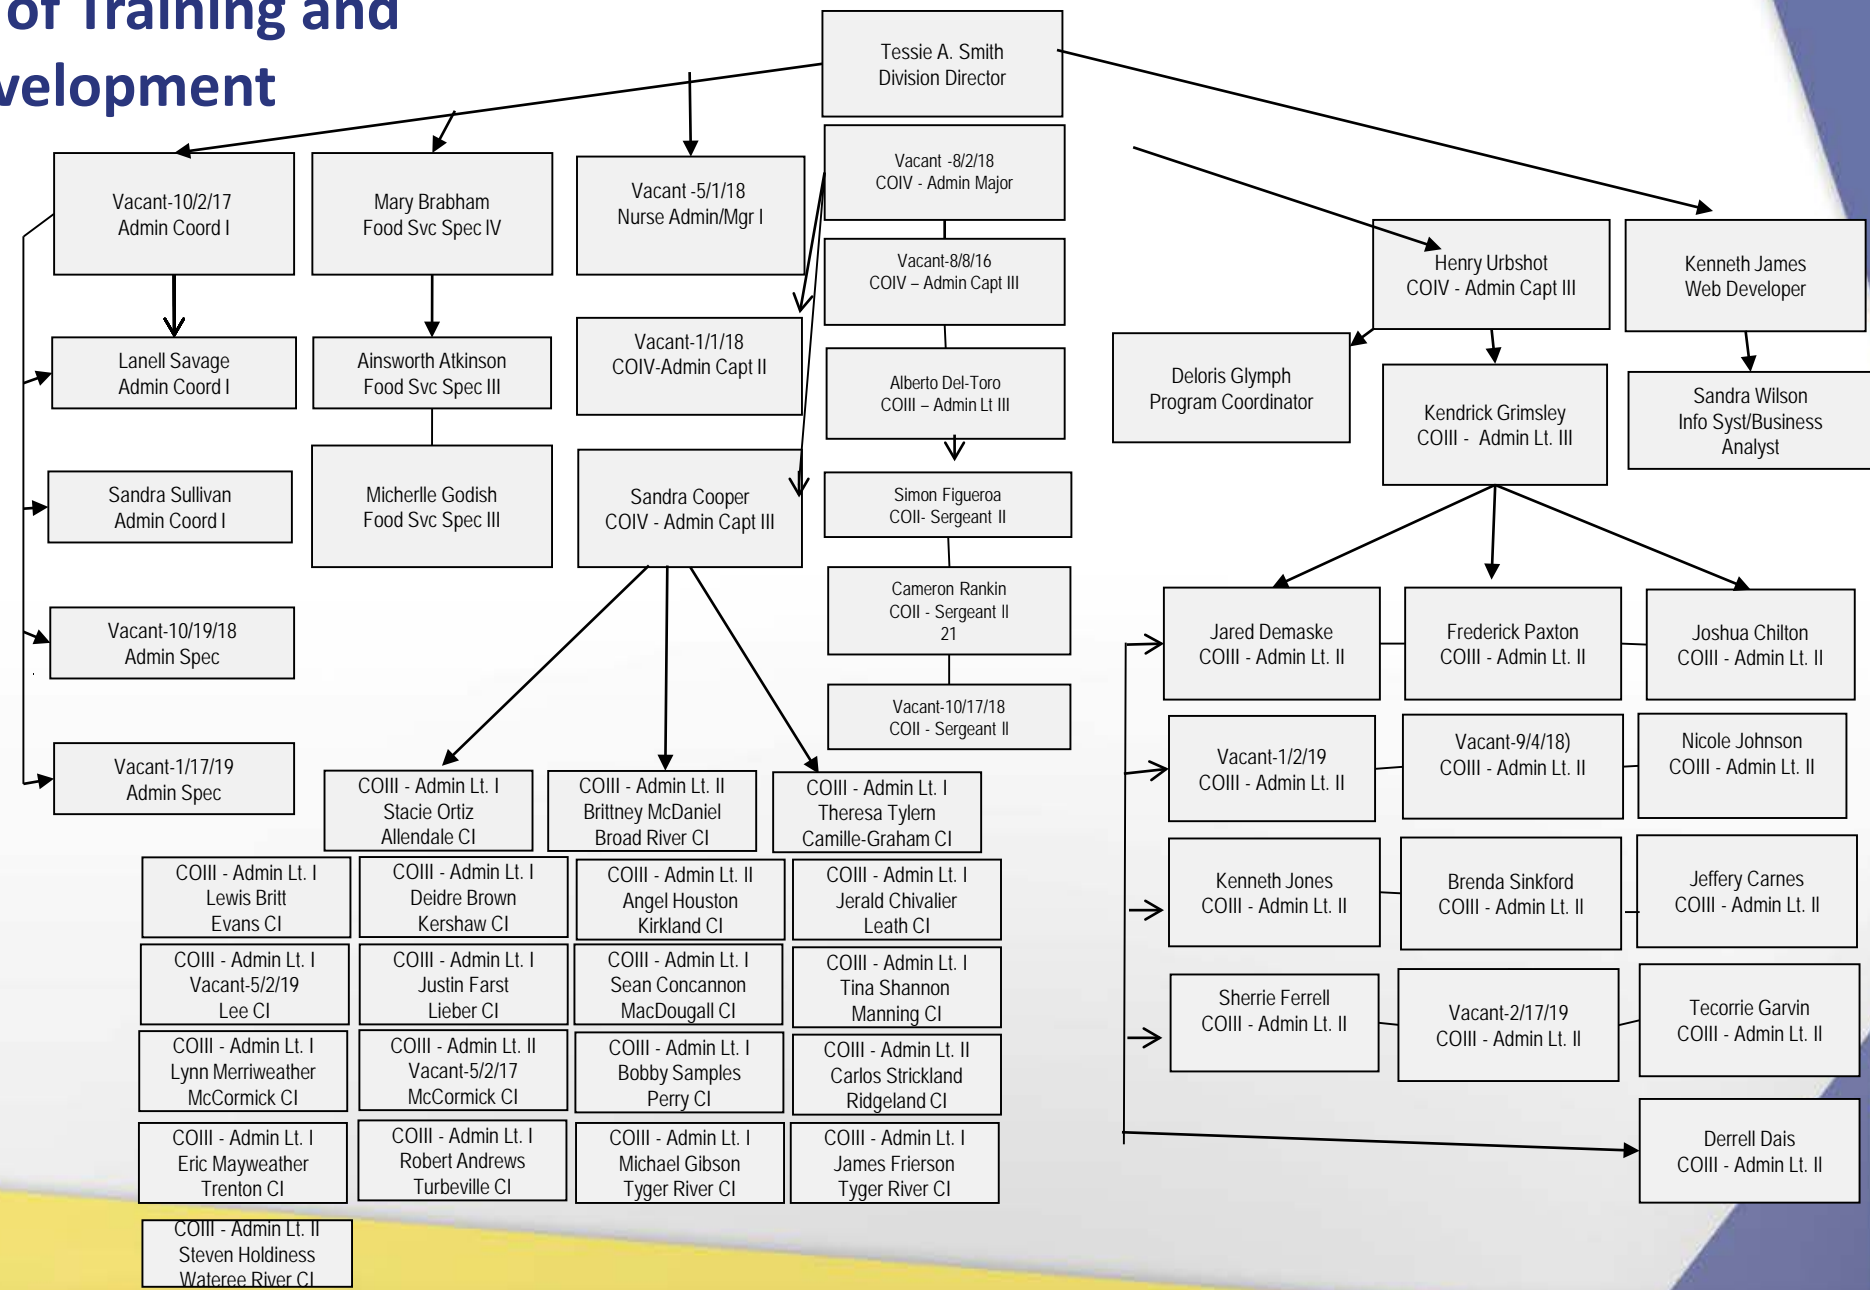 of Training and
velopment
Tessie A. Smith
Division Director
Vacant-10/2/17
Admin Coord I
Mary Brabham
Food Svc Spec IV
Vacant -5/1/18
Nurse Admin/Mgr I
Vacant -8/2/18
COIV - Admin Major
Henry Urbshot
COIV - Admin Capt III
Kenneth James
Web Developer
Vacant-8/8/16
COIV – Admin Capt III
Lanell Savage
Admin Coord I
Ainsworth Atkinson
Food Svc Spec III
Vacant-1/1/18
COIV-Admin Capt II
Alberto Del-Toro
COIII – Admin Lt III
Deloris Glymph
Program Coordinator
Kendrick Grimsley
COIII - Admin Lt. III
Sandra Wilson
Info Syst/Business
Analyst
Sandra Sullivan
Admin Coord I
Micherlle Godish
Food Svc Spec III
Sandra Cooper
COIV - Admin Capt III
Simon Figueroa
COII- Sergeant II
Cameron Rankin
COII - Sergeant II
21
Vacant-10/19/18
Admin Spec
Vacant-10/17/18
COII - Sergeant II
Vacant-1/17/19
Admin Spec
COIII - Admin Lt. I
Stacie Ortiz
Allendale CI
COIII - Admin Lt. II
Brittney McDaniel
Broad River CI
COIII - Admin Lt. I
Theresa Tylern
Camille-Graham CI
COIII - Admin Lt. I
Lewis Britt
Evans CI
COIII - Admin Lt. I
Deidre Brown
Kershaw CI
COIII - Admin Lt. II
Angel Houston
Kirkland CI
COIII - Admin Lt. I
Jerald Chivalier
Leath CI
COIII - Admin Lt. I
Vacant-5/2/19
Lee CI
COIII - Admin Lt. I
Justin Farst
Lieber CI
COIII - Admin Lt. I
Sean Concannon
MacDougall CI
COIII - Admin Lt. I
Tina Shannon
Manning CI
COIII - Admin Lt. I
Lynn Merriweather
McCormick CI
COIII - Admin Lt. II
Vacant-5/2/17
McCormick CI
COIII - Admin Lt. I
Bobby Samples
Perry CI
COIII - Admin Lt. II
Carlos Strickland
Ridgeland CI
COIII - Admin Lt. I
Eric Mayweather
Trenton CI
COIII - Admin Lt. I
Robert Andrews
Turbeville CI
COIII - Admin Lt. I
Michael Gibson
Tyger River CI
COIII - Admin Lt. I
James Frierson
Tyger River CI
COIII - Admin Lt. II
Steven Holdiness
Wateree River CI
Jared Demaske
COIII - Admin Lt. II
Frederick Paxton
COIII - Admin Lt. II
Joshua Chilton
COIII - Admin Lt. II
Vacant-1/2/19
COIII - Admin Lt. II
Vacant-9/4/18)
COIII - Admin Lt. II
Nicole Johnson
COIII - Admin Lt. II
Kenneth Jones
COIII - Admin Lt. II
Brenda Sinkford
COIII - Admin Lt. II
Jeffery Carnes
COIII - Admin Lt. II
Sherrie Ferrell
COIII - Admin Lt. II
Vacant-2/17/19
COIII - Admin Lt. II
Tecorrie Garvin
COIII - Admin Lt. II
Derrell Dais
COIII - Admin Lt. II